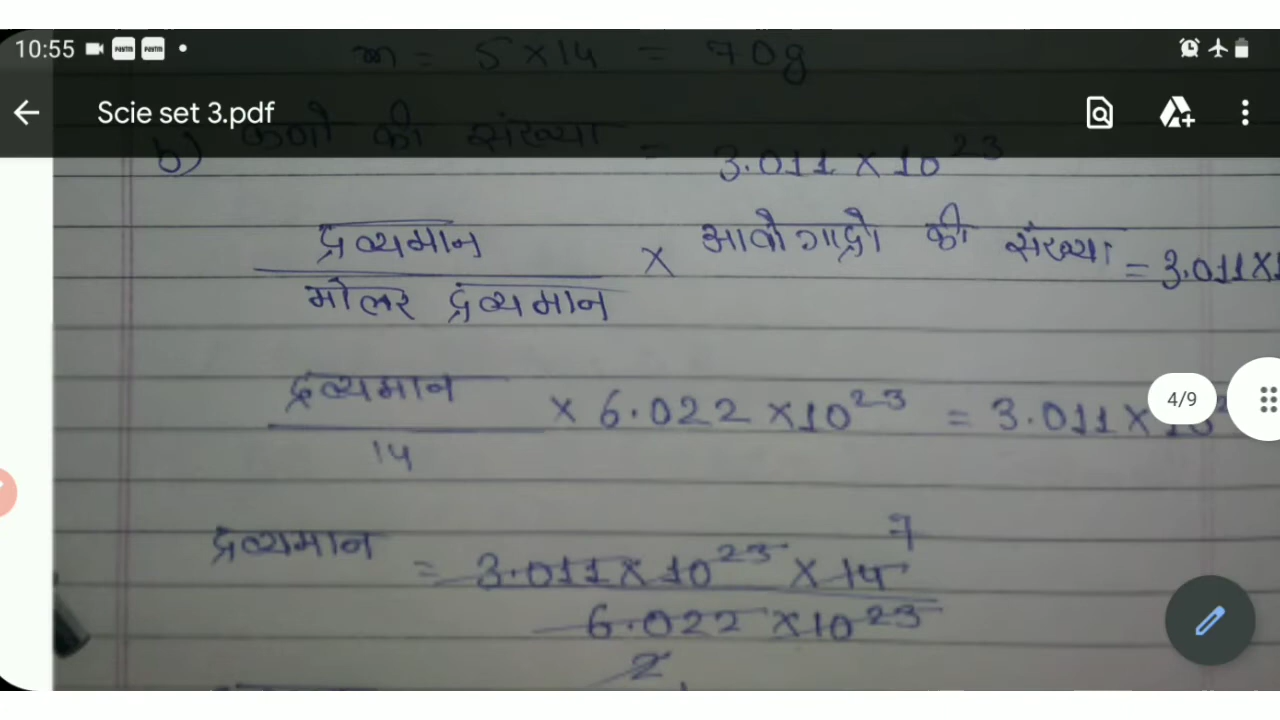 10:55
m = 5 × 14 = 70g
Scie set 3.pdf
b) कणो की संख्या = 3.011 × 10²³
द्रव्यमान / मोलर द्रव्यमान × आवोगाद्रो की संख्या = 3.011×1
द्रव्यमान / 14 × 6.022 × 10²³ = 3.011 × 10²
4/9
7
द्रव्यमान = 3.011 × 10²³ × 14
6.022 × 10²³
2